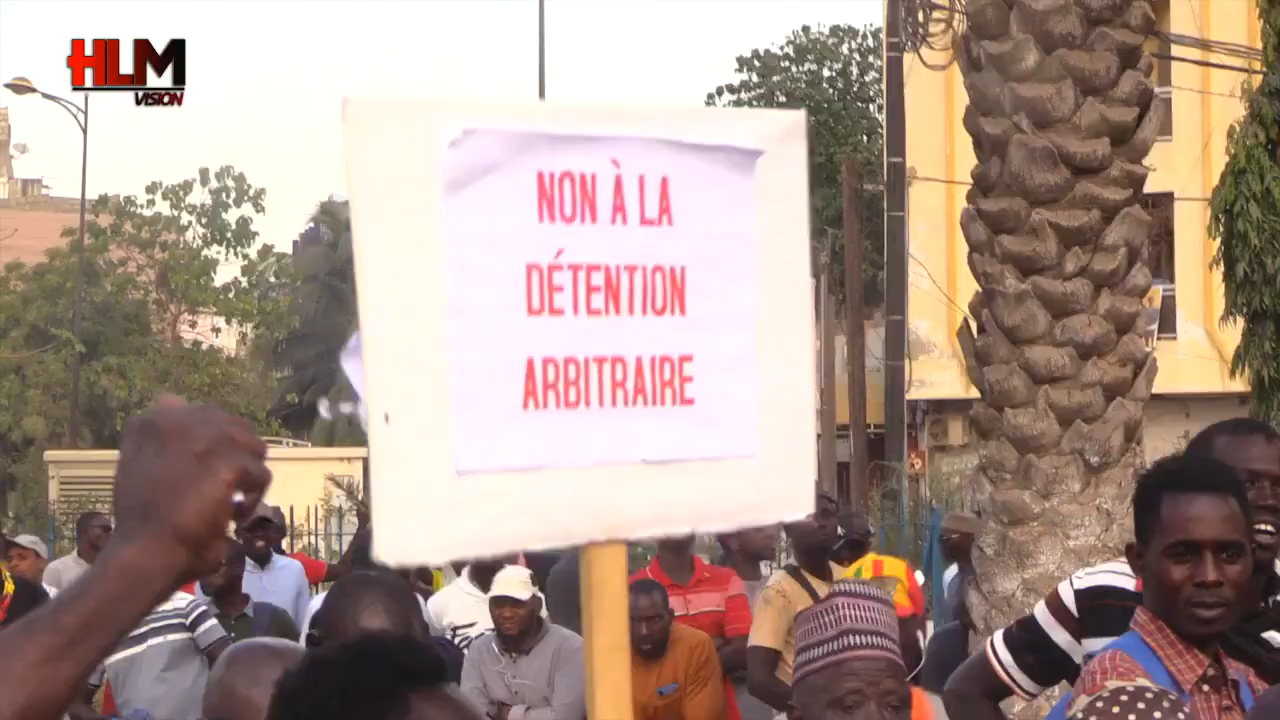 HLM
VISION
NON À LA
DÉTENTION
ARBITRAIRE